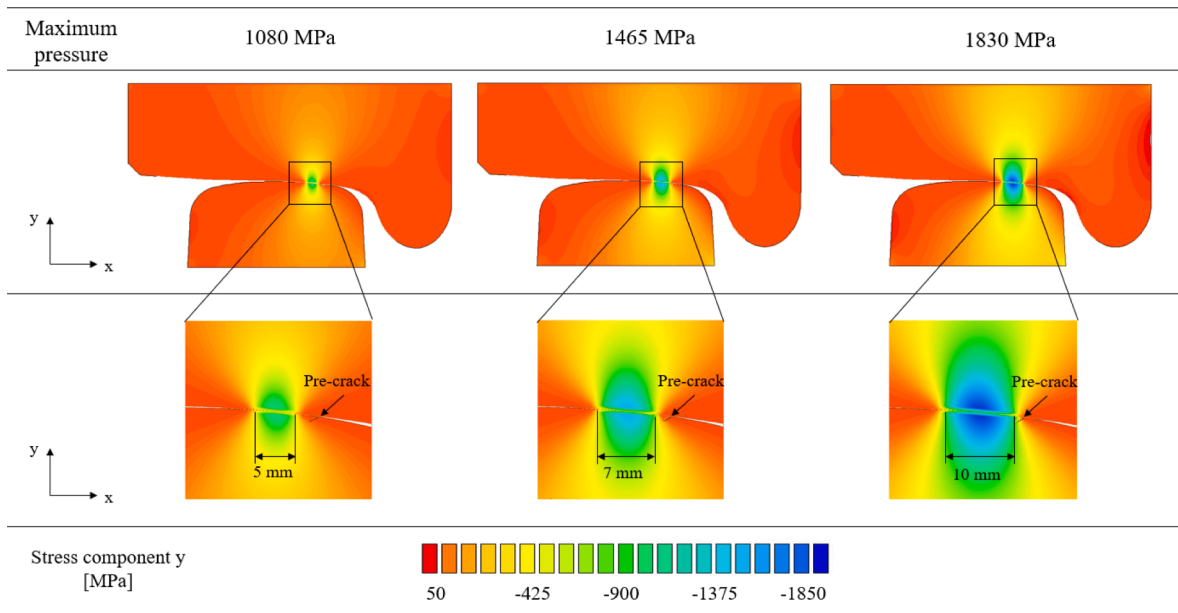 Maximum
pressure
1080 MPa
1465 MPa
1830 MPa
y
x
Pre-crack
5 mm
Pre-crack
7 mm
Pre-crack
10 mm
y
x
Stress component y
[MPa]
50
-425
-900
-1375
-1850